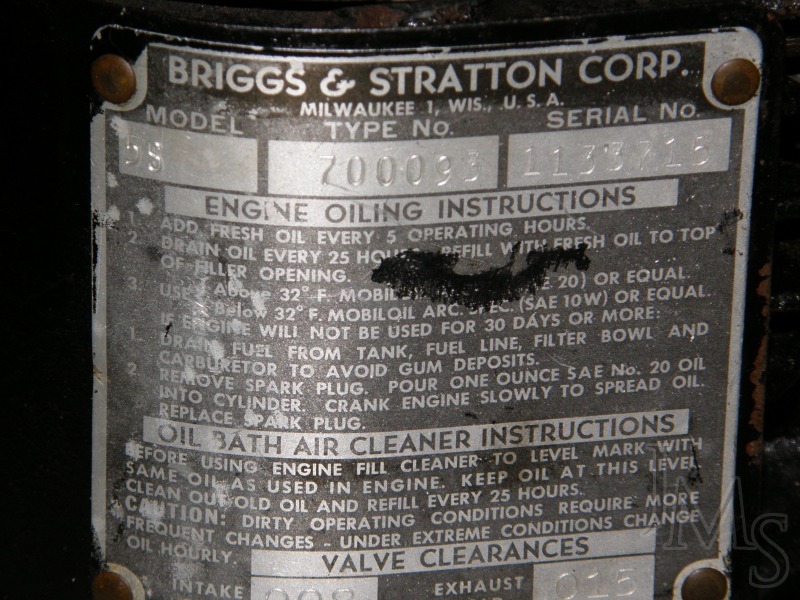 BRIGGS & STRATTON CORP.
MILWAUKEE 1, WIS., U.S.A.
MODEL TYPE No. SERIAL No.
5S 700093 1133715
ENGINE OILING INSTRUCTIONS
1. ADD FRESH OIL EVERY 5 OPERATING HOURS.
2. DRAIN OIL EVERY 25 REFILL WITH FRESH OIL TO TOP
OF FILLER OPENING.
3. USE Above 32° F. 20) OR EQUAL.
Below 32° F. MOBILOIL ARC. SPEC. (SAE 10W) OR EQUAL.
IF ENGINE WILL NOT BE USED FOR 30 DAYS OR MORE:
1. DRAIN FUEL FROM TANK, FUEL LINE, FILTER BOWL AND
CARBURETOR TO AVOID GUM DEPOSITS.
2. REMOVE SPARK PLUG. POUR ONE OUNCE SAE No. 20 OIL
INTO CYLINDER. CRANK ENGINE SLOWLY TO SPREAD OIL.
REPLACE SPARK PLUG.
OIL BATH AIR CLEANER INSTRUCTIONS
BEFORE USING ENGINE FILL CLEANER TO LEVEL MARK WITH
SAME OIL AS USED IN ENGINE. KEEP OIL AT THIS LEVEL.
CLEAN OUT OLD OIL AND REFILL EVERY 25 HOURS.
CAUTION: DIRTY OPERATING CONDITIONS REQUIRE MORE
FREQUENT CHANGES - UNDER EXTREME CONDITIONS CHANGE
OIL HOURLY.
VALVE CLEARANCES
INTAKE 008 EXHAUST 015
JMS